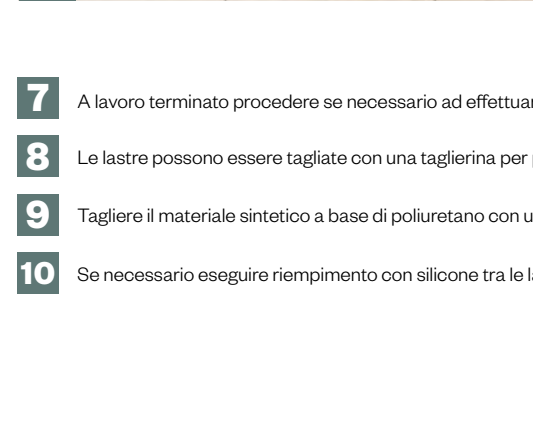 7 A lavoro terminato procedere se necessario ad
8 Le lastre possono essere tagliate con una taglierina per
9 Tagliere il materiale sintetico a base di poliuretano con
10 Se necessario eseguire riempimento con silicone tra le